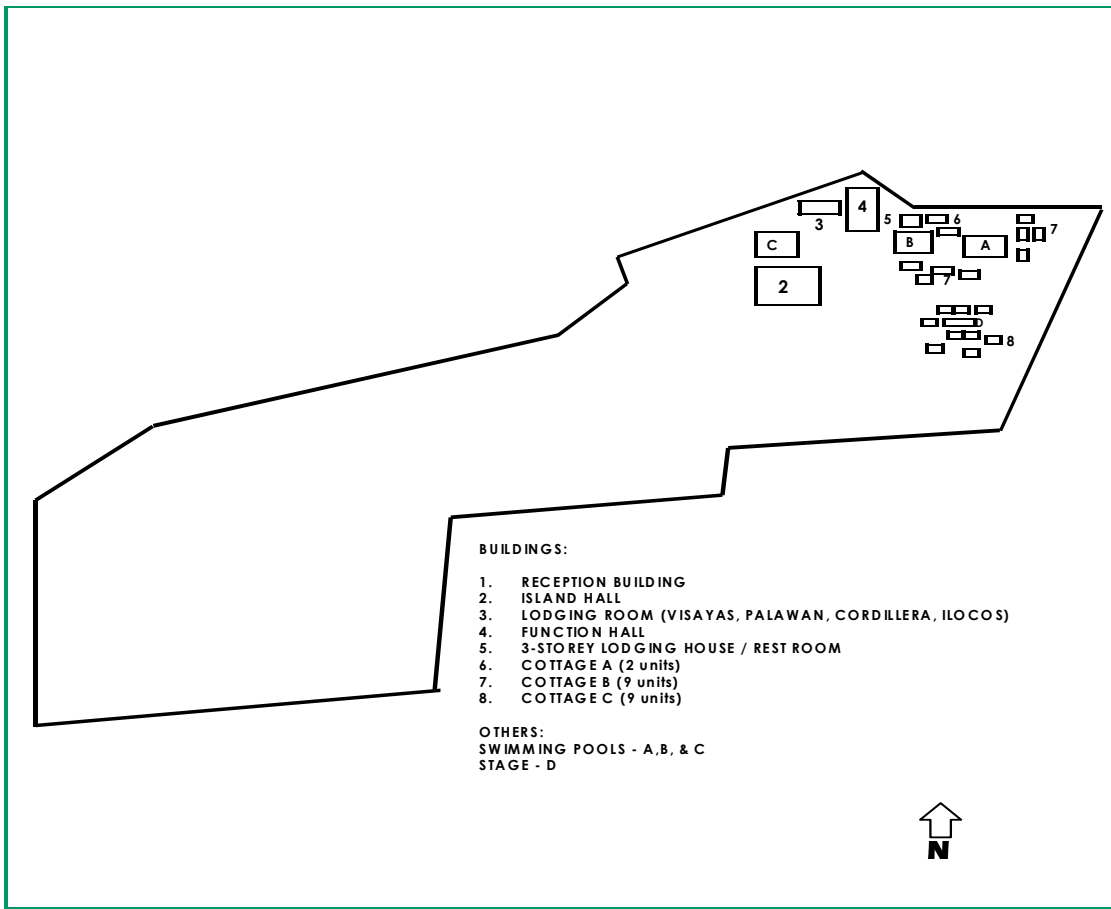 4
3
5
6
7
C
B
A
2
7
D
8
BUILDINGS:
1. RECEPTION BUILDING
2. ISLAND HALL
3. LODGING ROOM (VISAYAS, PALAWAN, CORDILLERA, ILOCOS)
4. FUNCTION HALL
5. 3-STOREY LODGING HOUSE / REST ROOM
6. COTTAGE A (2 units)
7. COTTAGE B (9 units)
8. COTTAGE C (9 units)
OTHERS:
SWIMMING POOLS - A,B, & C
STAGE - D
N